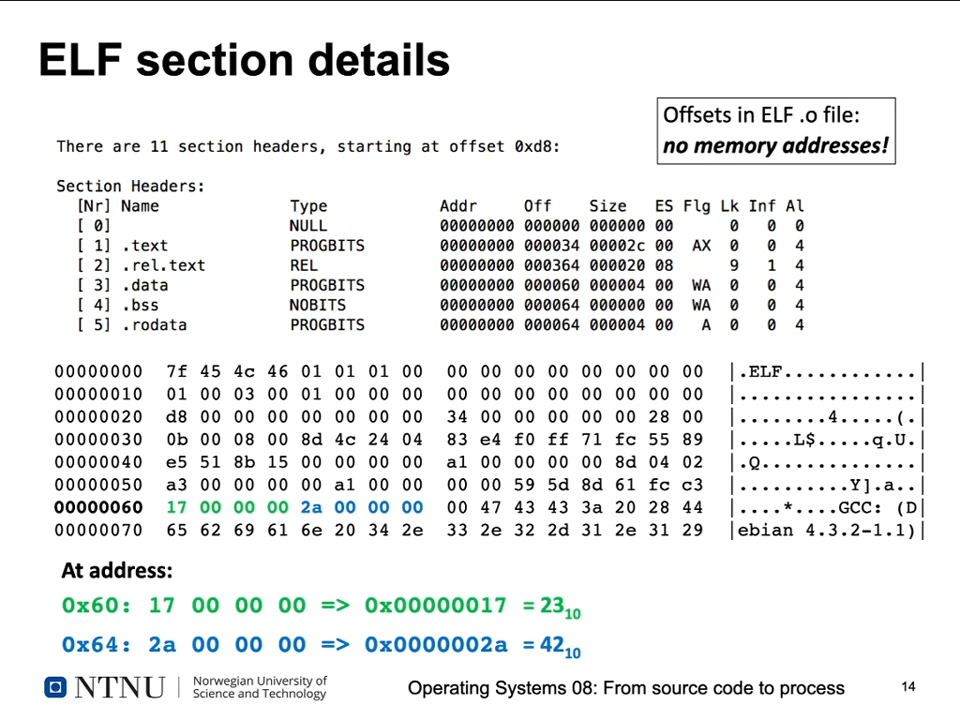 ELF section details
Offsets in ELF .o file:
no memory addresses!
There are 11 section headers, starting at offset 0xd8:
Section Headers:
[Nr] Name Type Addr Off Size ES Flg Lk Inf Al
[ 0] NULL 00000000 000000 000000 00 0 0 0
[ 1] .text PROGBITS 00000000 000034 00002c 00 AX 0 0 4
[ 2] .rel.text REL 00000000 000364 000020 08 9 1 4
[ 3] .data PROGBITS 00000000 000060 000004 00 WA 0 0 4
[ 4] .bss NOBITS 00000000 000064 000000 00 WA 0 0 4
[ 5] .rodata PROGBITS 00000000 000064 000004 00 A 0 0 4
00000000 7f 45 4c 46 01 01 01 00 00 00 00 00 00 00 00 00 |.ELF............|
00000010 01 00 03 00 01 00 00 00 00 00 00 00 00 00 00 00 |................|
00000020 d8 00 00 00 00 00 00 00 34 00 00 00 00 00 28 00 |........4.....(.|
00000030 0b 00 08 00 8d 4c 24 04 83 e4 f0 ff 71 fc 55 89 |.....L$.....q.U.|
00000040 e5 51 8b 15 00 00 00 00 a1 00 00 00 00 8d 04 02 |.Q..............|
00000050 a3 00 00 00 00 a1 00 00 00 00 59 5d 8d 61 fc c3 |..........Y].a..|
00000060 17 00 00 00 2a 00 00 00 00 47 43 43 3a 20 28 44 |....*....GCC: (D|
00000070 65 62 69 61 6e 20 34 2e 33 2e 32 2d 31 2e 31 29 |ebian 4.3.2-1.1)|
At address:
0x60: 17 00 00 00 => 0x00000017 = 23₁₀
0x64: 2a 00 00 00 => 0x0000002a = 42₁₀
NTNU
Norwegian University of
Science and Technology
Operating Systems 08: From source code to process
14